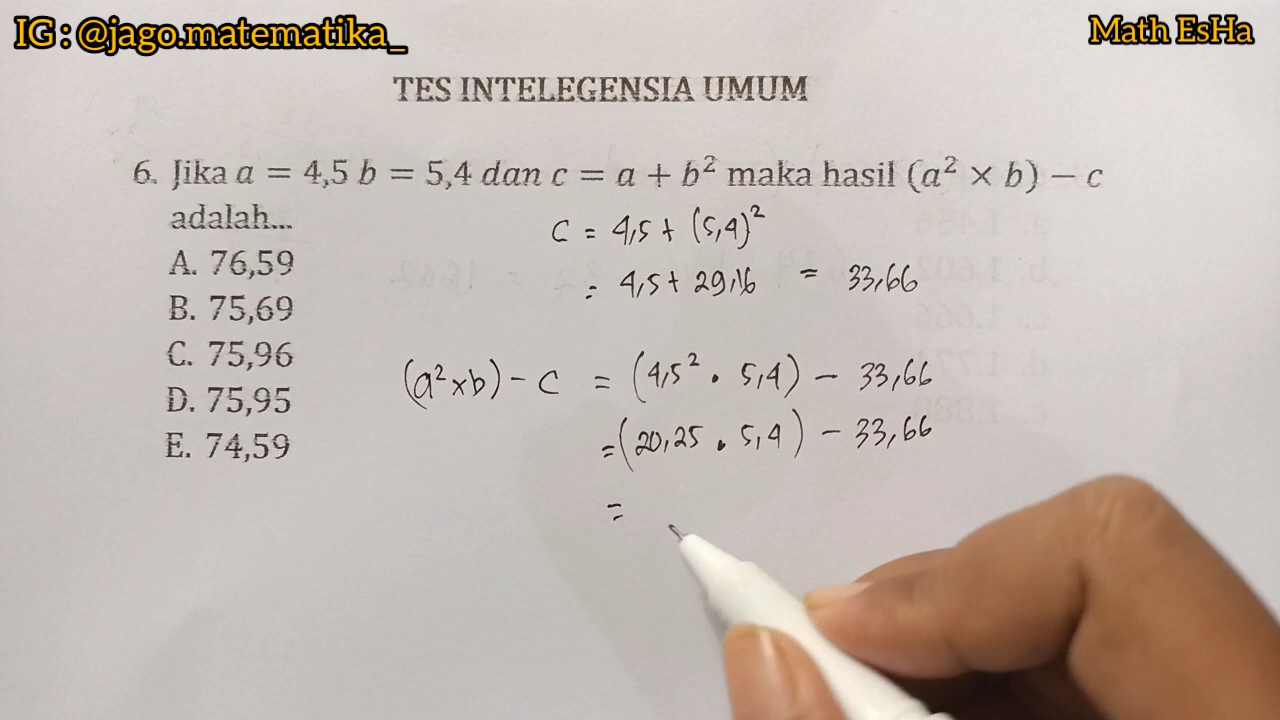 IG : @jago.matematika_
Math EsHa
TES INTELEGENSIA UMUM
6. Jika a = 4,5 b = 5,4 dan c = a + b² maka hasil (a² × b) − c
adalah...
A. 76,59
B. 75,69
C. 75,96
D. 75,95
E. 74,59
c = 4,5 + (5,4)²
= 4,5 + 29,16 = 33,66
(a² × b) − c = (4,5² . 5,4) − 33,66
= (20,25 . 5,4) − 33,66
=